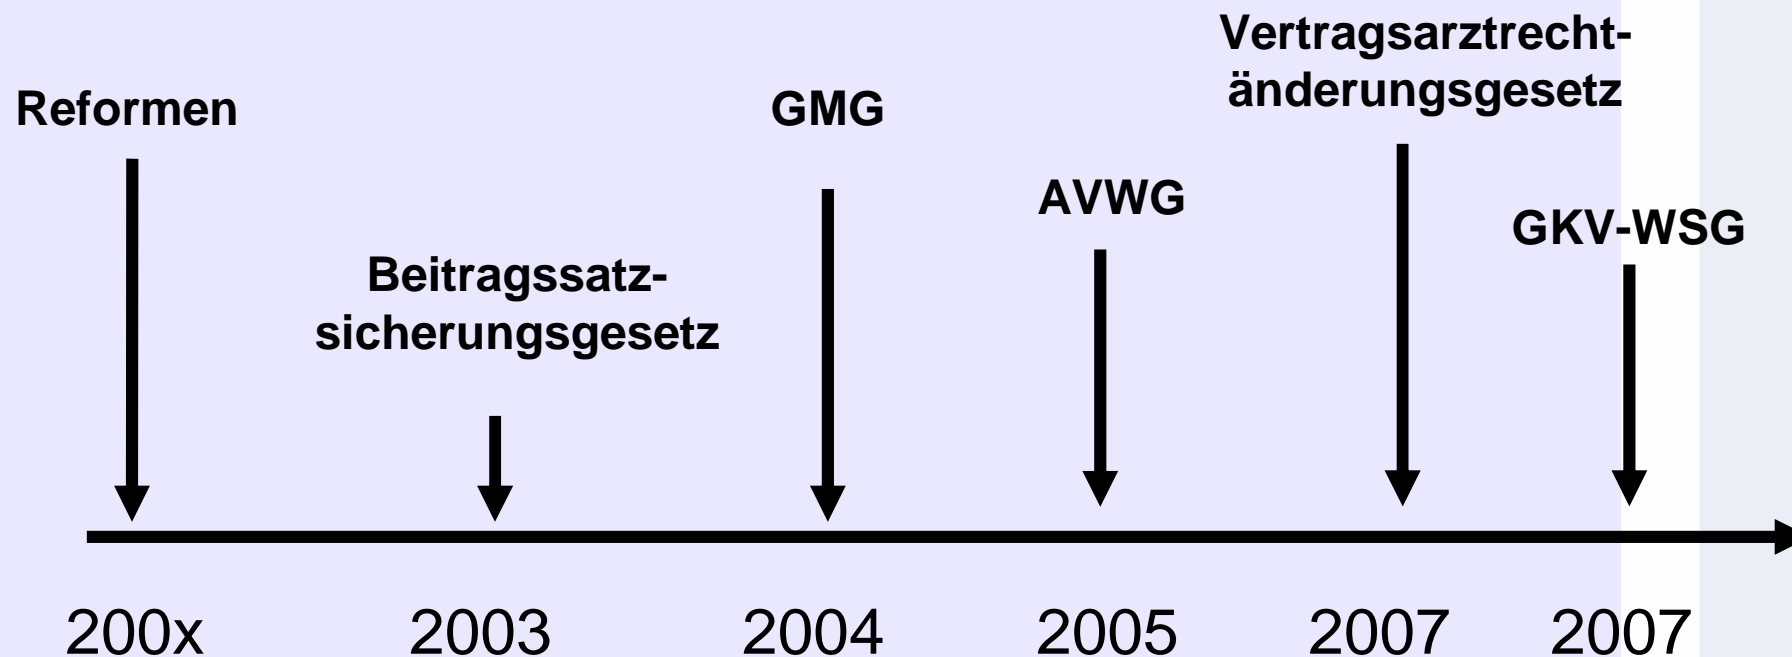 Reformen
Beitragssatz-
sicherungsgesetz
GMG
AVWG
Vertragsarztrecht-
änderungsgesetz
GKV-WSG
200x
2003
2004
2005
2007
2007